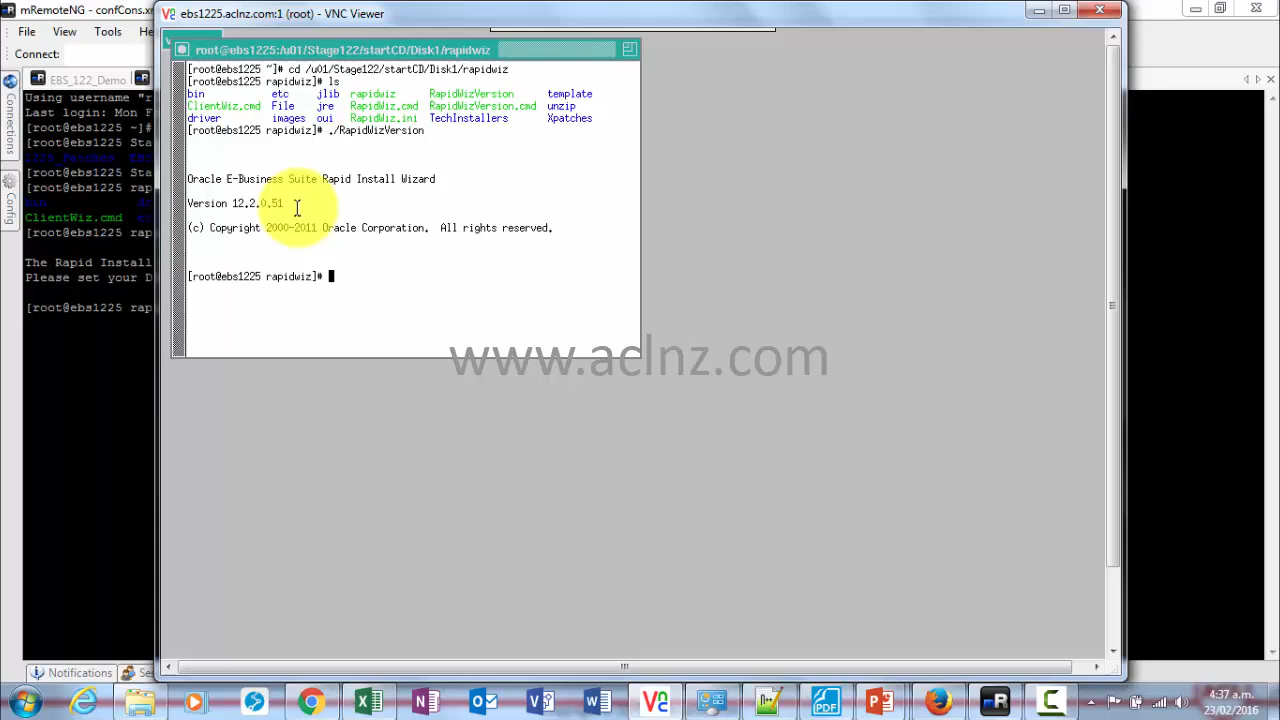 mRemoteNG - confCons.xm
File View Tools
Connect:
EBS_122_Demo
Connections
Config
Using username "r
Last login: Mon F
[root@ebs1225 ~]#
[root@ebs1225 Sta
1225_Patches
[root@ebs1225 Sta
[root@ebs1225 rap
bin
ClientWiz.cmd
[root@ebs1225 rap
The Rapid Install
Please set your D
[root@ebs1225 rap
Notifications
ebs1225.aclnz.com:1 (root) - VNC Viewer
root@ebs1225:/u01/Stage122/startCD/Disk1/rapidwiz
[root@ebs1225 ~]# cd /u01/Stage122/startCD/Disk1/rapidwiz
[root@ebs1225 rapidwiz]# ls
bin etc jlib rapidwiz RapidWizVersion template
ClientWiz.cmd File jre RapidWiz.cmd RapidWizVersion.cmd unzip
driver images oui RapidWiz.ini TechInstallers Xpatches
[root@ebs1225 rapidwiz]# ./RapidWizVersion
Oracle E-Business Suite Rapid Install Wizard
Version 12.2.0.51
(c) Copyright 2000-2011 Oracle Corporation. All rights reserved.
[root@ebs1225 rapidwiz]#
www.aclnz.com
4:37 a.m.
23/02/2016